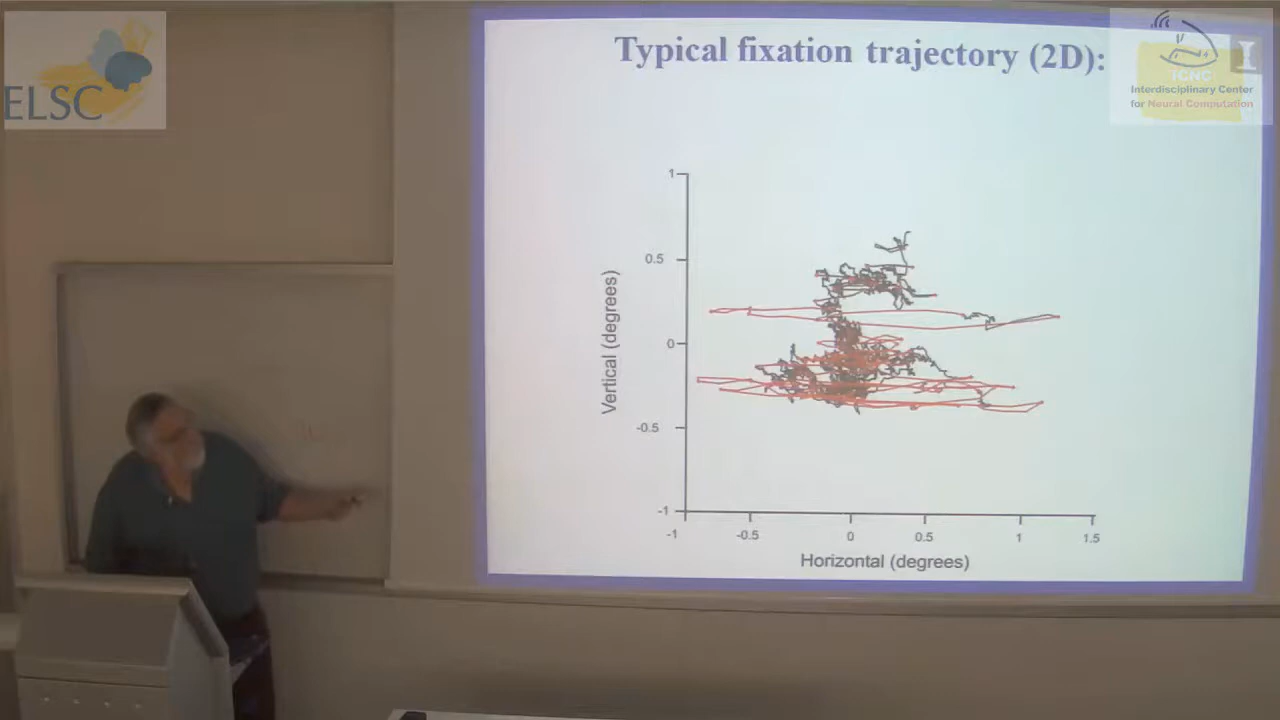 ELSC
Typical fixation trajectory (2D):
ICNC
Interdisciplinary Center
for Neural Computation
1
0.5
0
-0.5
-1
Vertical (degrees)
-1 -0.5 0 0.5 1 1.5
Horizontal (degrees)